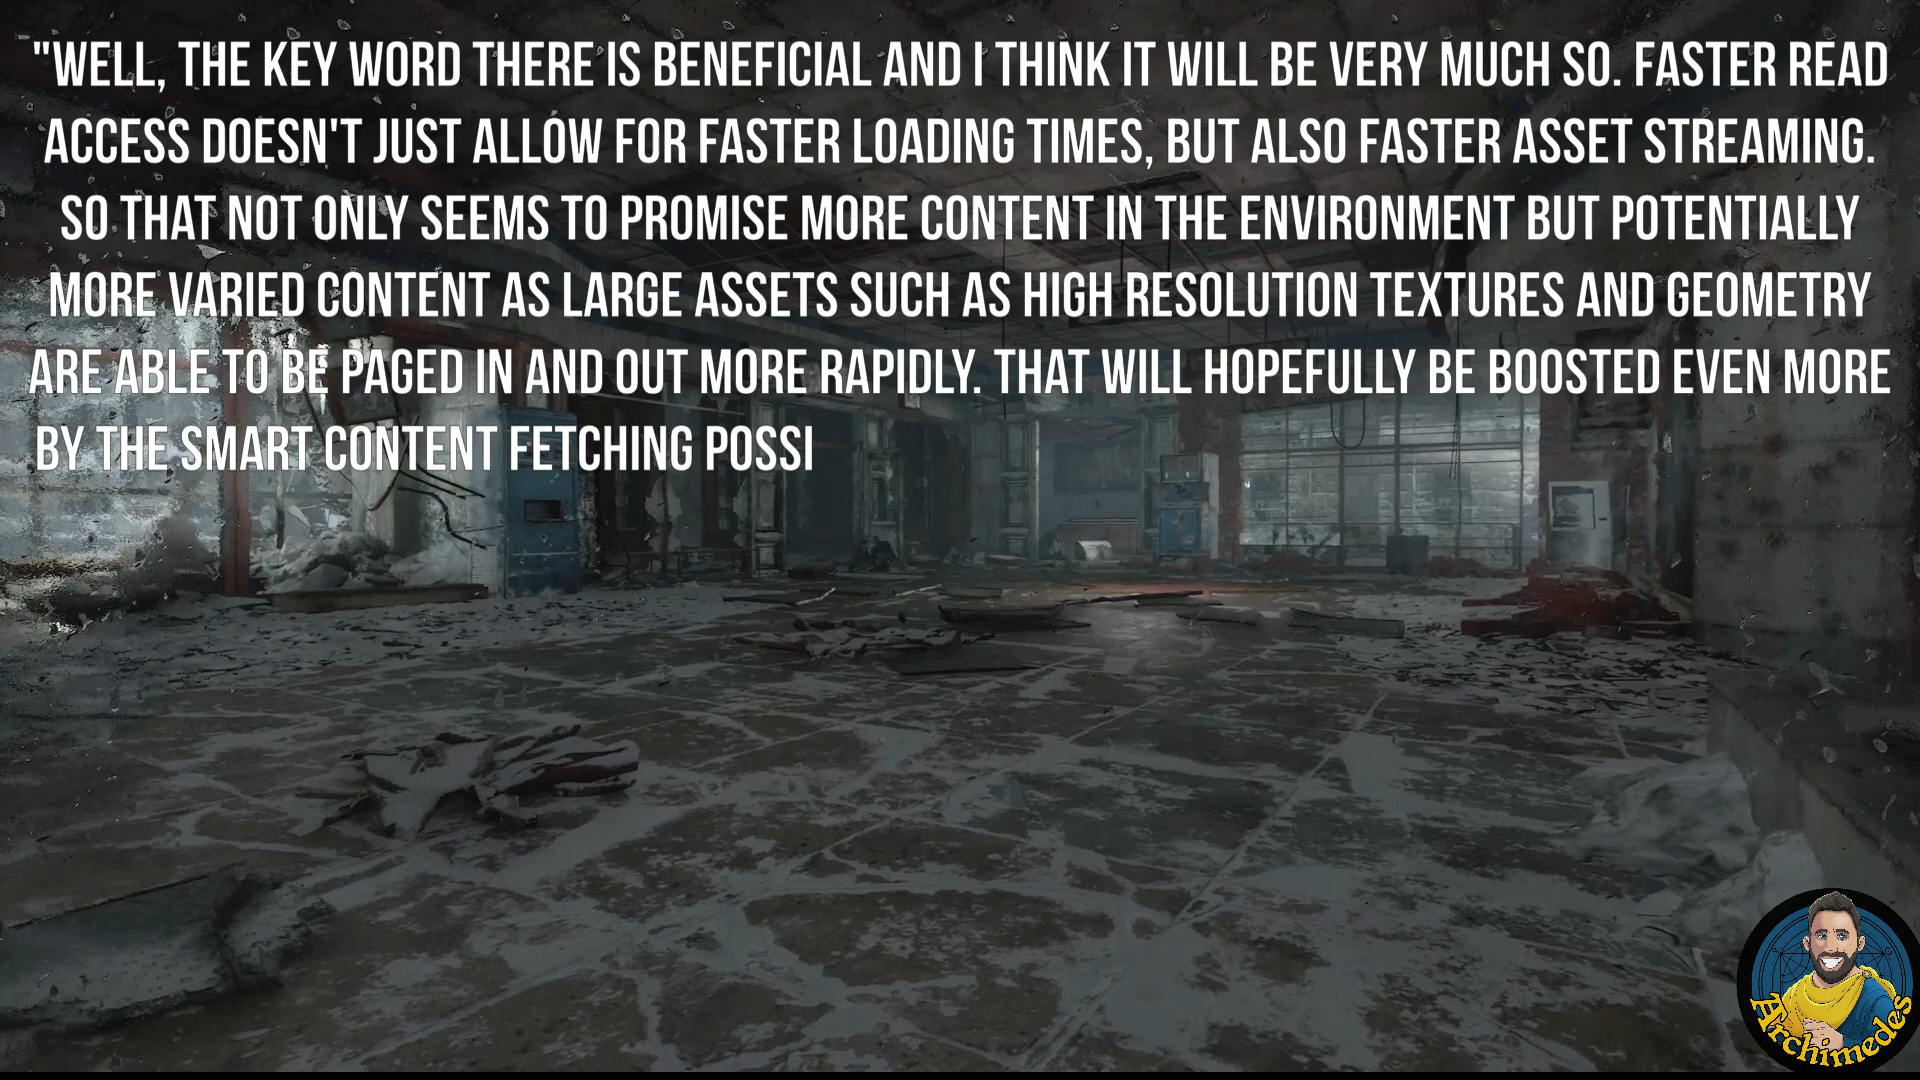 "WELL, THE KEY WORD THERE IS BENEFICIAL AND I THINK IT WILL BE VERY MUCH SO. FASTER READ
ACCESS DOESN'T JUST ALLOW FOR FASTER LOADING TIMES, BUT ALSO FASTER ASSET STREAMING.
SO THAT NOT ONLY SEEMS TO PROMISE MORE CONTENT IN THE ENVIRONMENT BUT POTENTIALLY
MORE VARIED CONTENT AS LARGE ASSETS SUCH AS HIGH RESOLUTION TEXTURES AND GEOMETRY
ARE ABLE TO BE PAGED IN AND OUT MORE RAPIDLY. THAT WILL HOPEFULLY BE BOOSTED EVEN MORE
BY THE SMART CONTENT FETCHING POSSI
Archimedes